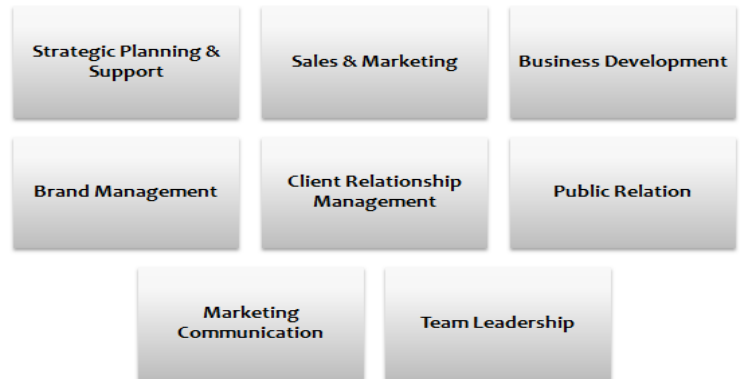 Strategic Planning &
Support
Sales & Marketing
Business Development
Brand Management
Client Relationship
Management
Public Relation
Marketing
Communication
Team Leadership